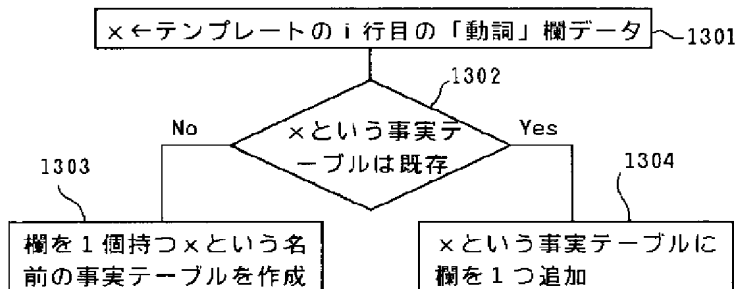 ×←テンプレートのｉ行目の「動詞」欄データ
1301
1302
×という事実テ
ーブルは既存
No
Yes
1303
1304
欄を１個持つ×という名
前の事実テーブルを作成
×という事実テーブルに
欄を１つ追加